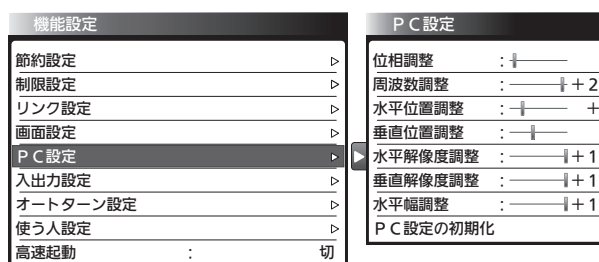 機能設定
節約設定
制限設定
リンク設定
画面設定
ＰＣ設定
入出力設定
オートターン設定
使う人設定
高速起動 : 切
ＰＣ設定
位相調整 :
周波数調整 : +2
水平位置調整 : +
垂直位置調整 :
水平解像度調整 : +1
垂直解像度調整 : +1
水平幅調整 : +1
ＰＣ設定の初期化